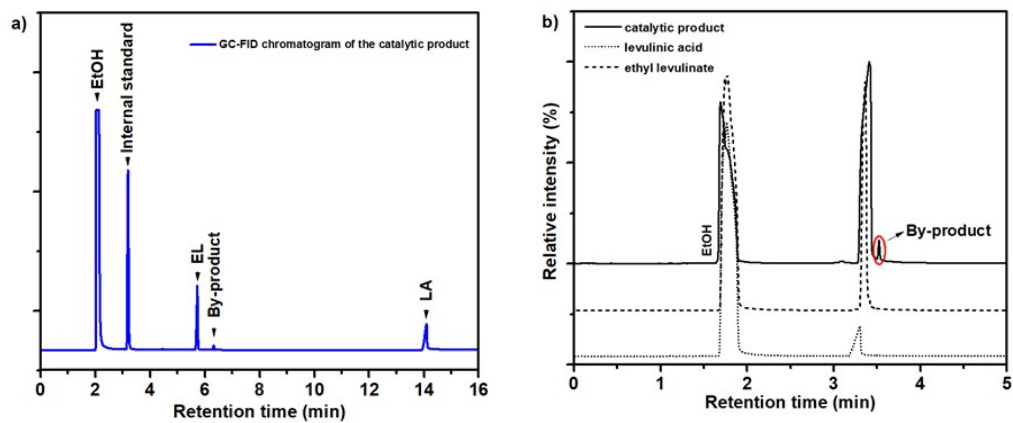 a)
GC-FID chromatogram of the catalytic product
EtOH
Internal standard
EL
By-product
LA
0 2 4 6 8 10 12 14 16
Retention time (min)
b)
catalytic product
levulinic acid
ethyl levulinate
Relative intensity (%)
EtOH
By-product
0 1 2 3 4 5
Retention time (min)